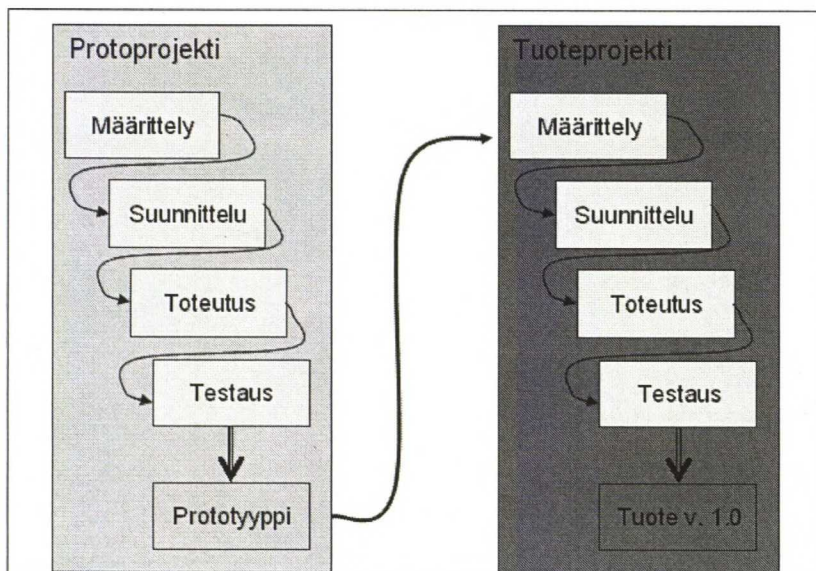 Protoprojekti
Määrittely
Suunnittelu
Toteutus
Testaus
Prototyyppi
Tuoteprojekti
Määrittely
Suunnittelu
Toteutus
Testaus
Tuote v. 1.0